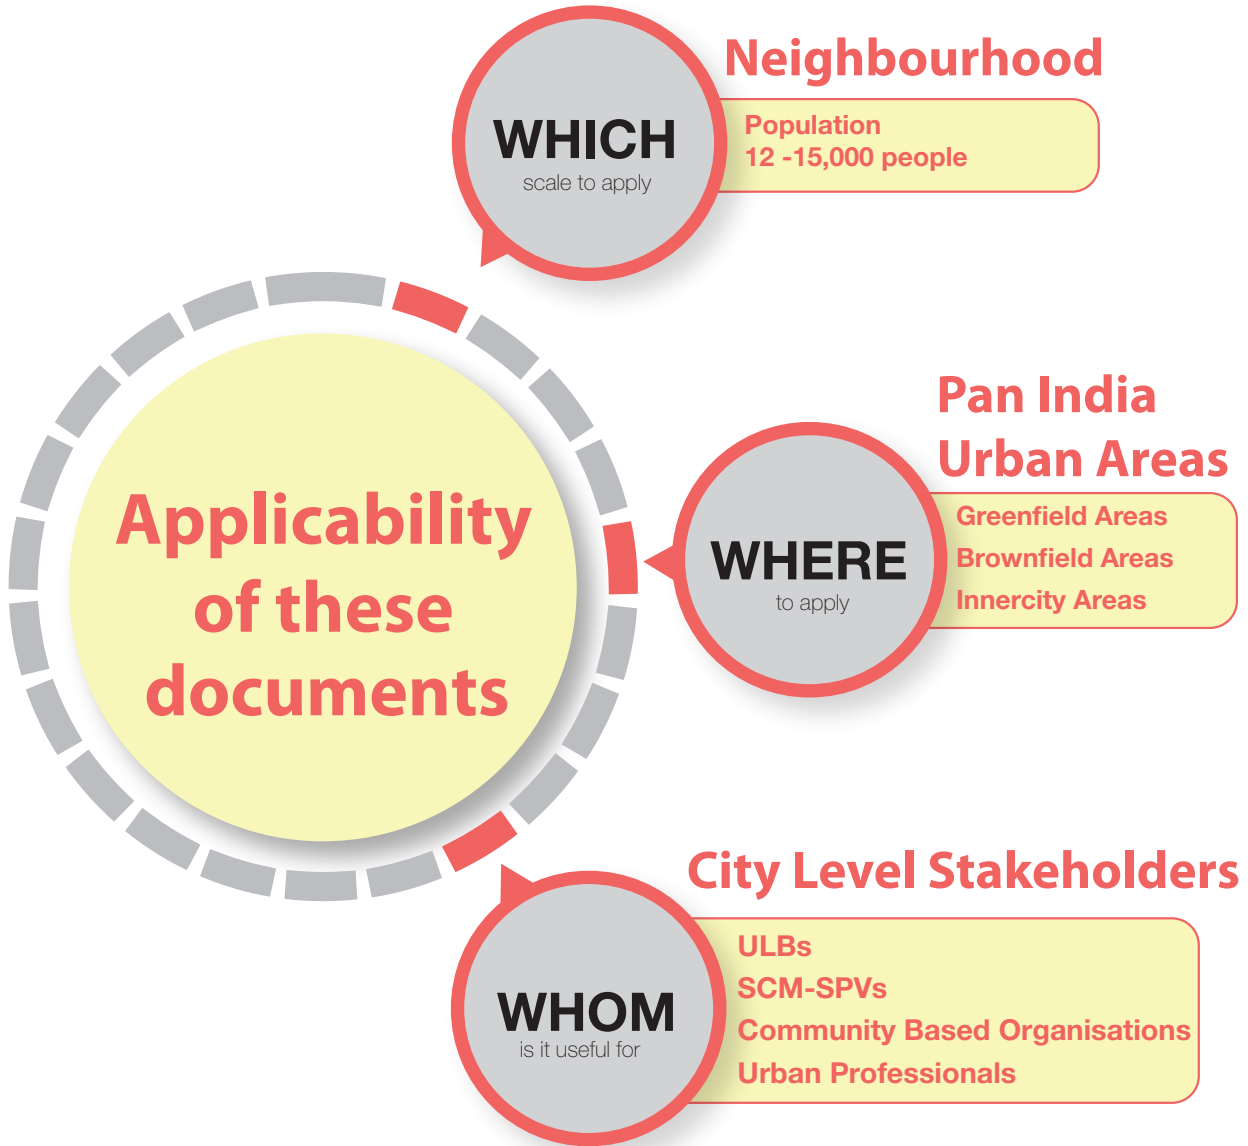 Applicability
of these
documents
WHICH
scale to apply
Neighbourhood
Population
12 -15,000 people
WHERE
to apply
Pan India
Urban Areas
Greenfield Areas
Brownfield Areas
Innercity Areas
WHOM
is it useful for
City Level Stakeholders
ULBs
SCM-SPVs
Community Based Organisations
Urban Professionals